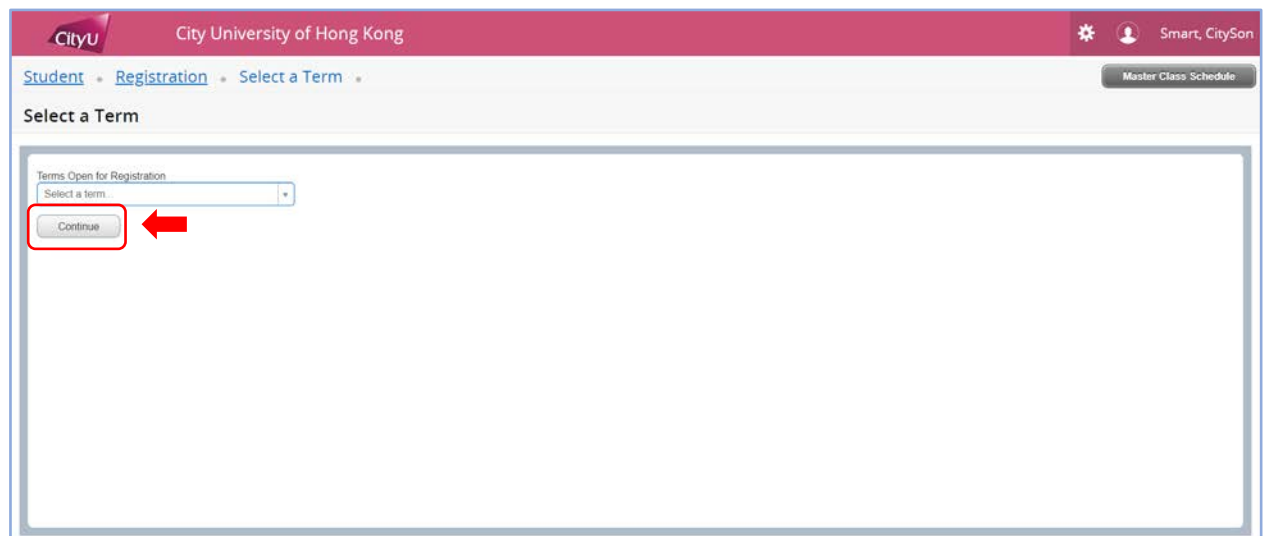 CityU City University of Hong Kong Smart, CitySon
Student Registration Select a Term Master Class Schedule
Select a Term
Terms Open for Registration
Select a term...
Continue